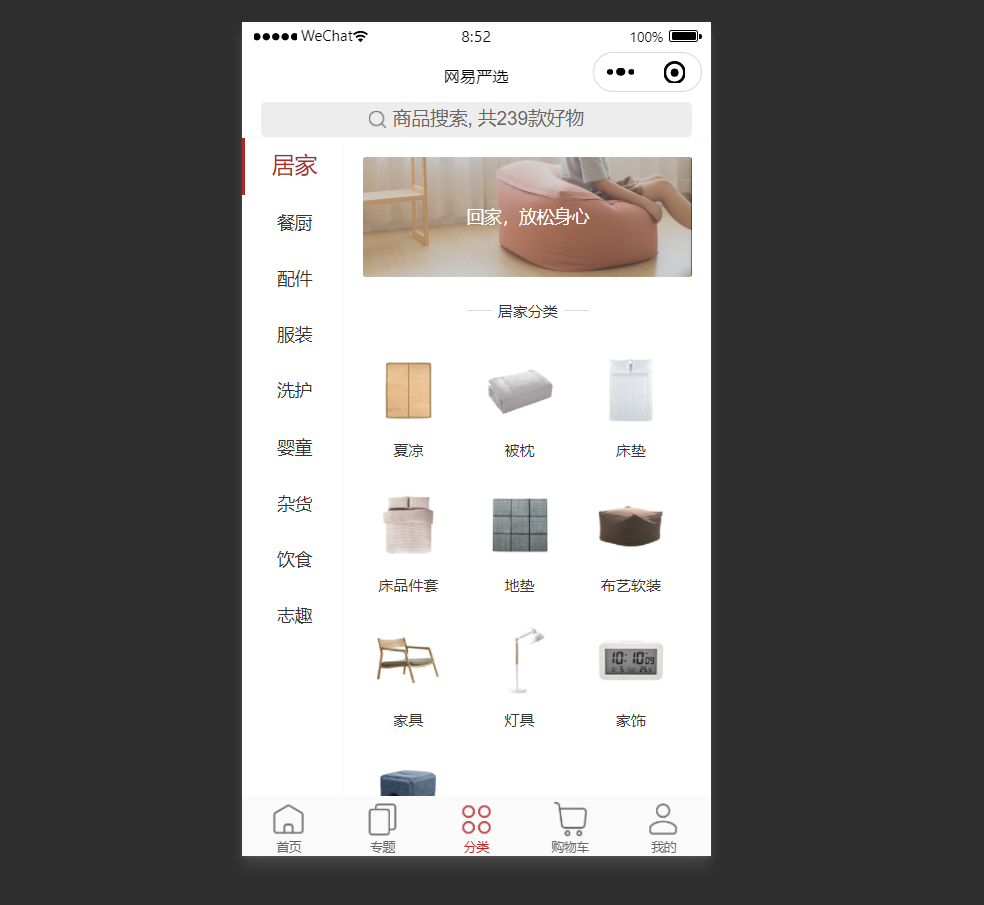 WeChat 8:52 100%
网易严选
商品搜索, 共239款好物
居家
餐厨
配件
服装
洗护
婴童
杂货
饮食
志趣
回家，放松身心
居家分类
夏凉 被枕 床垫
床品件套 地垫 布艺软装
10:10 09
家具 灯具 家饰
首页 专题 分类 购物车 我的